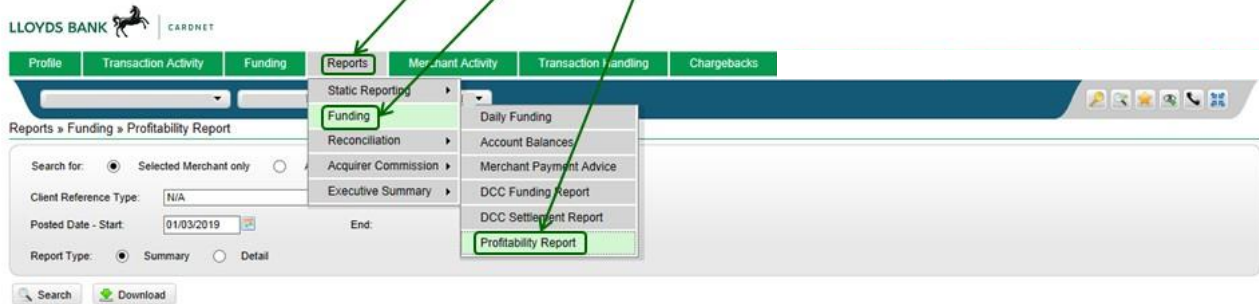 LLOYDS BANK CARDNET
Profile Transaction Activity Funding Reports Merchant Activity Transaction Handling Chargebacks
Static Reporting
Funding
Reconciliation
Acquirer Commission
Executive Summary
Daily Funding
Account Balances
Merchant Payment Advice
DCC Funding Report
DCC Settlement Report
Profitability Report
Reports » Funding » Profitability Report
Search for: Selected Merchant only
Client Reference Type: N/A
Posted Date - Start: 01/03/2019 End:
Report Type: Summary Detail
Search Download